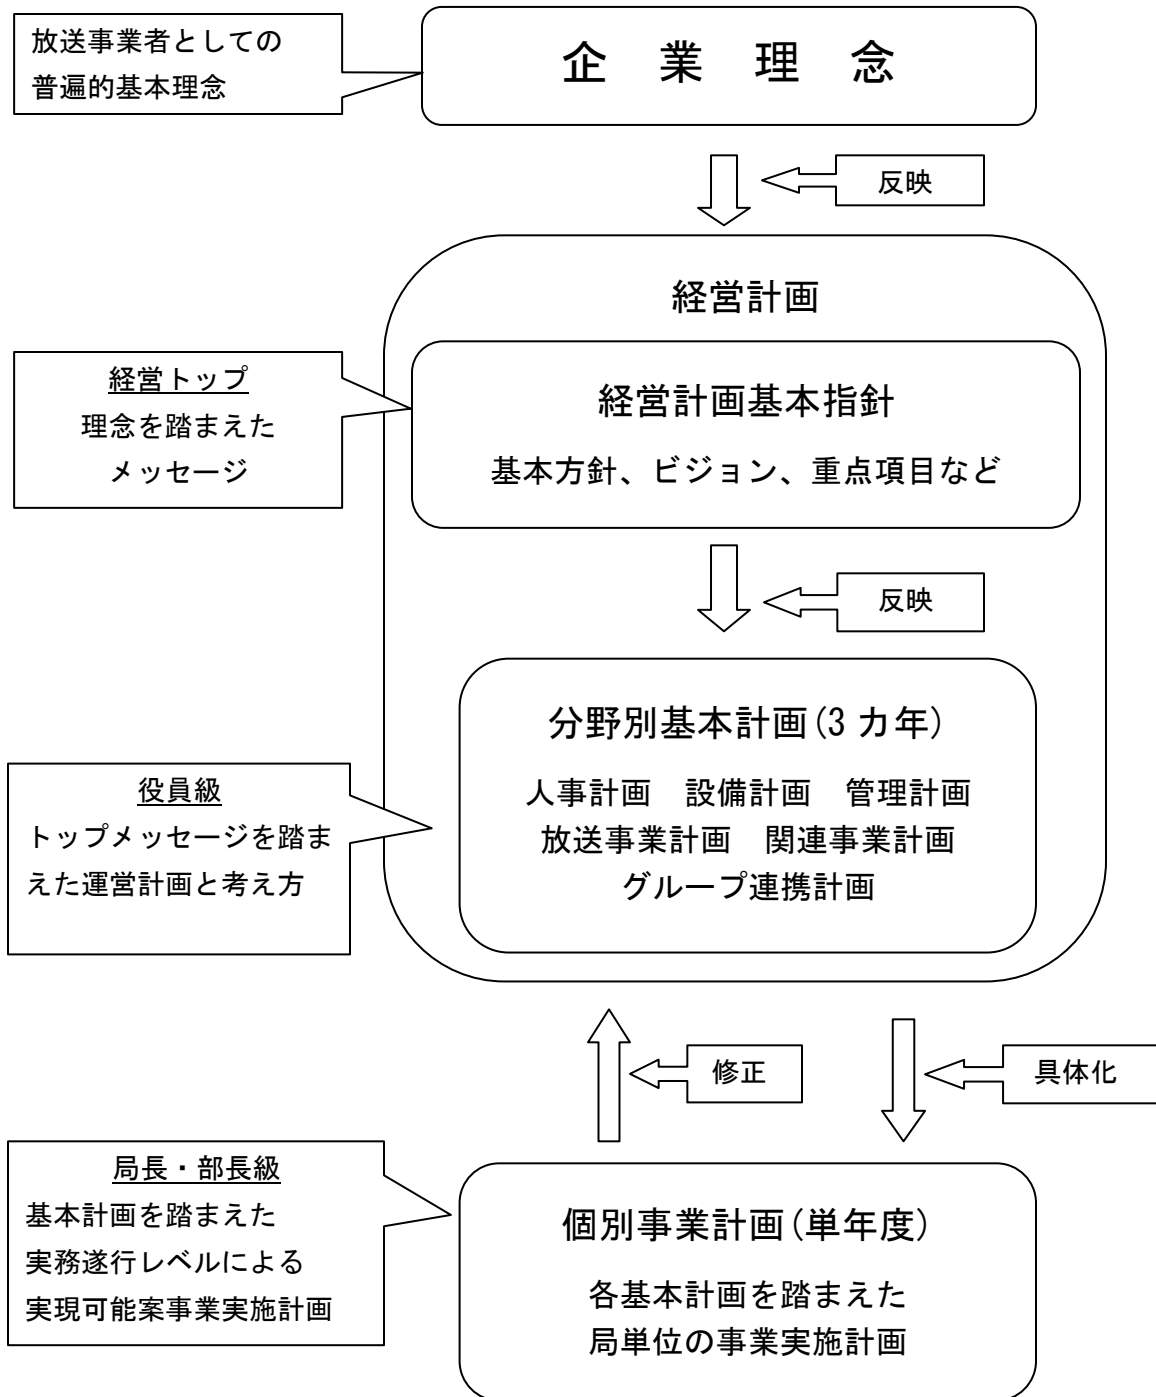 放送事業者としての
普遍的基本理念
企　業　理　念
反映
経営計画
経営トップ
理念を踏まえた
メッセージ
経営計画基本指針
基本方針、ビジョン、重点項目など
反映
分野別基本計画(3 カ年)
人事計画　設備計画　管理計画
放送事業計画　関連事業計画
グループ連携計画
役員級
トップメッセージを踏ま
えた運営計画と考え方
修正
具体化
局長・部長級
基本計画を踏まえた
実務遂行レベルによる
実現可能案事業実施計画
個別事業計画(単年度)
各基本計画を踏まえた
局単位の事業実施計画